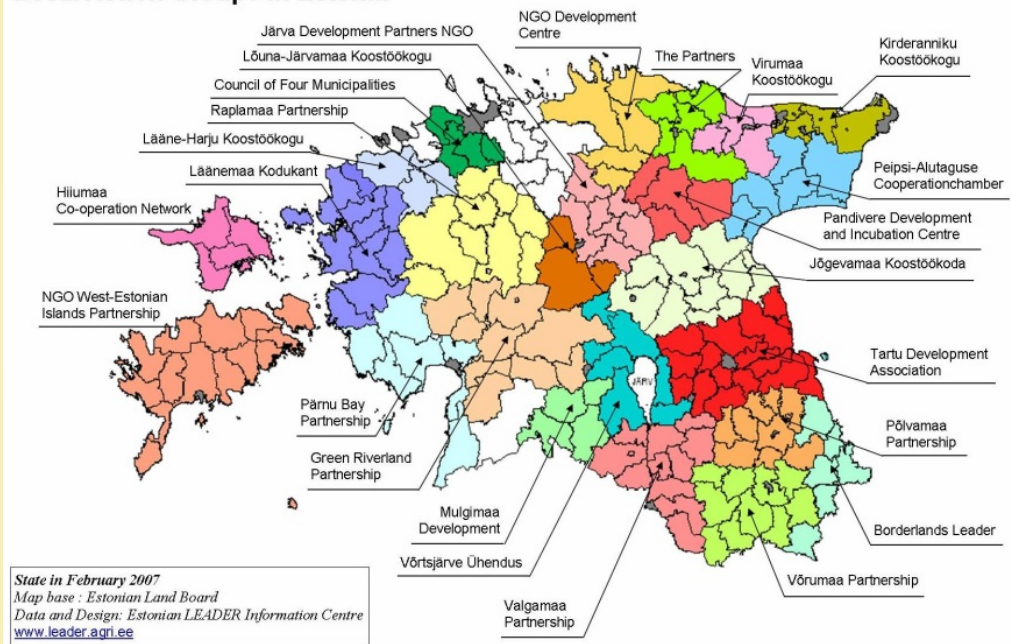 Järva Development Partners NGO
Lõuna-Järvamaa Koostöökogu
Council of Four Municipalities
Raplamaa Partnership
Lääne-Harju Koostöökogu
Läänemaa Kodukant
Hiiumaa
Co-operation Network
NGO West-Estonian
Islands Partnership
NGO Development
Centre
The Partners
Virumaa
Koostöökogu
Kirderanniku
Koostöökogu
Peipsi-Alutaguse
Cooperationchamber
Pandivere Development
and Incubation Centre
Jõgevamaa Koostöökoda
JÄRV
Tartu Development
Association
Põlvamaa
Partnership
Borderlands Leader
Võrumaa Partnership
Pärnu Bay
Partnership
Green Riverland
Partnership
Mulgimaa
Development
Võrtsjärve Ühendus
Valgamaa
Partnership
State in February 2007
Map base : Estonian Land Board
Data and Design: Estonian LEADER Information Centre
www.leader.agri.ee